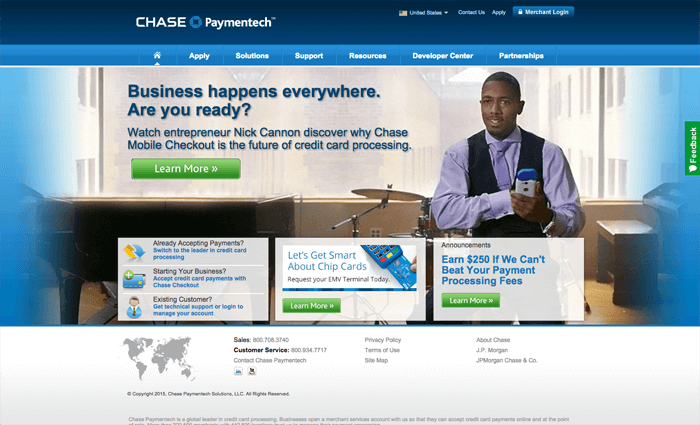 CHASE Paymentech™
United States
Contact Us
Apply
Merchant Login
Apply
Solutions
Support
Resources
Developer Center
Partnerships
Business happens everywhere.
Are you ready?
Watch entrepreneur Nick Cannon discover why Chase
Mobile Checkout is the future of credit card processing.
Learn More »
Feedback
Already Accepting Payments?
Switch to the leader in credit card
processing
Starting Your Business?
Accept credit card payments with
Chase Checkout
Existing Customer?
Get technical support or login to
manage your account
Let's Get Smart
About Chip Cards
Request your EMV Terminal Today.
Learn More »
Announcements
Earn $250 If We Can't
Beat Your Payment
Processing Fees
Learn More »
Sales: 800.708.3740
Customer Service: 800.934.7717
Contact Chase Paymentech
Privacy Policy
Terms of Use
Site Map
About Chase
J.P. Morgan
JPMorgan Chase & Co.
© Copyright 2015, Chase Paymentech Solutions, LLC. All Rights Reserved.
Chase Paymentech is a global leader in credit card processing. Businesses open a merchant services account with us so that they can accept credit card payments online and at the point